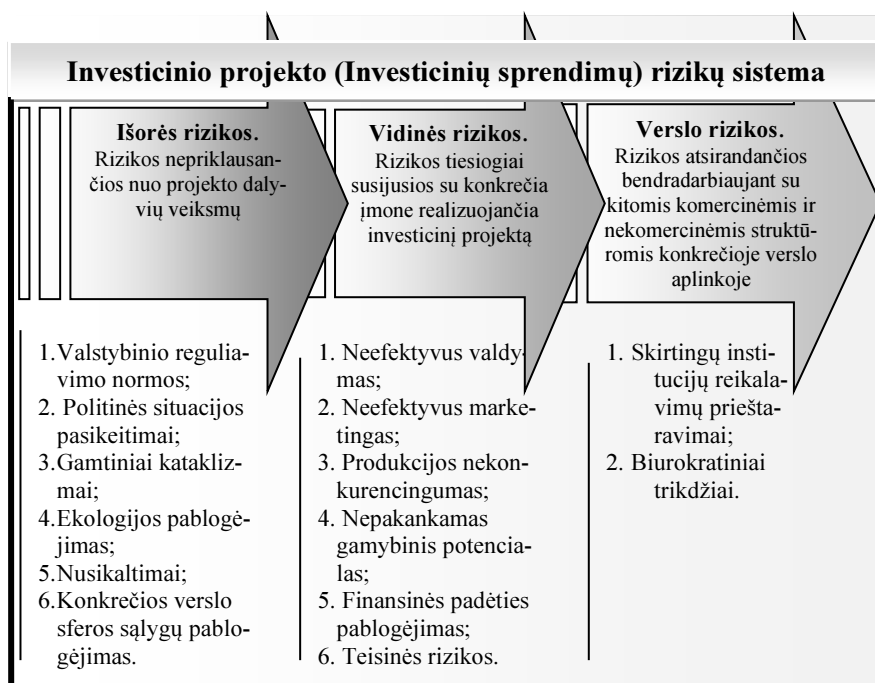 Investicinio projekto (Investicinių sprendimų) rizikų sistema
Išorės rizikos.
Rizikos nepriklausan-
čios nuo projekto daly-
vių veiksmų
Vidinės rizikos.
Rizikos tiesiogiai
susijusios su konkrečia
įmone realizuojančia
investicinį projektą
Verslo rizikos.
Rizikos atsirandančios
bendradarbiaujant su
kitomis komercinėmis ir
nekomercinėmis struktū-
romis konkrečioje verslo
aplinkoje
1.Valstybinio regulia-
vimo normos;
2. Politinės situacijos
pasikeitimai;
3.Gamtiniai katakliz-
mai;
4.Ekologijos pablogė-
jimas;
5.Nusikaltimai;
6.Konkrečios verslo
sferos sąlygų pablo-
gėjimas.
1. Neefektyvus valdy-
mas;
2. Neefektyvus marke-
tingas;
3. Produkcijos nekon-
kurencingumas;
4. Nepakankamas
gamybinis potencia-
las;
5. Finansinės padėties
pablogėjimas;
6. Teisinės rizikos.
1. Skirtingų insti-
tucijų reikala-
vimų priešta-
ravimai;
2. Biurokratiniai
trikdžiai.